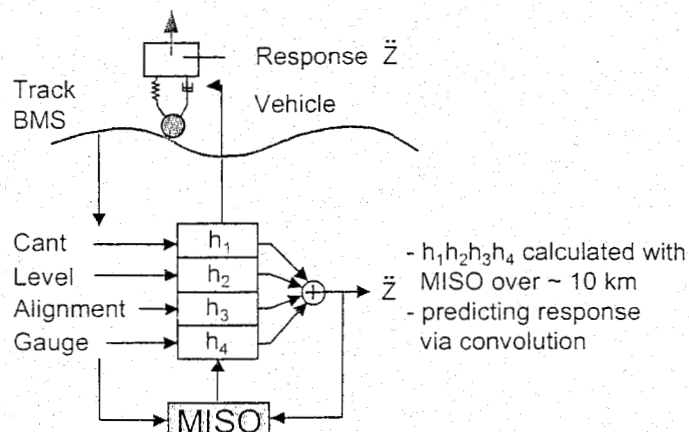 Response Z̈
Track
BMS
Vehicle
Cant
Level
Alignment
Gauge
h₁
h₂
h₃
h₄
+
Z̈
- h₁h₂h₃h₄ calculated with
MISO over ~ 10 km
- predicting response
via convolution
MISO